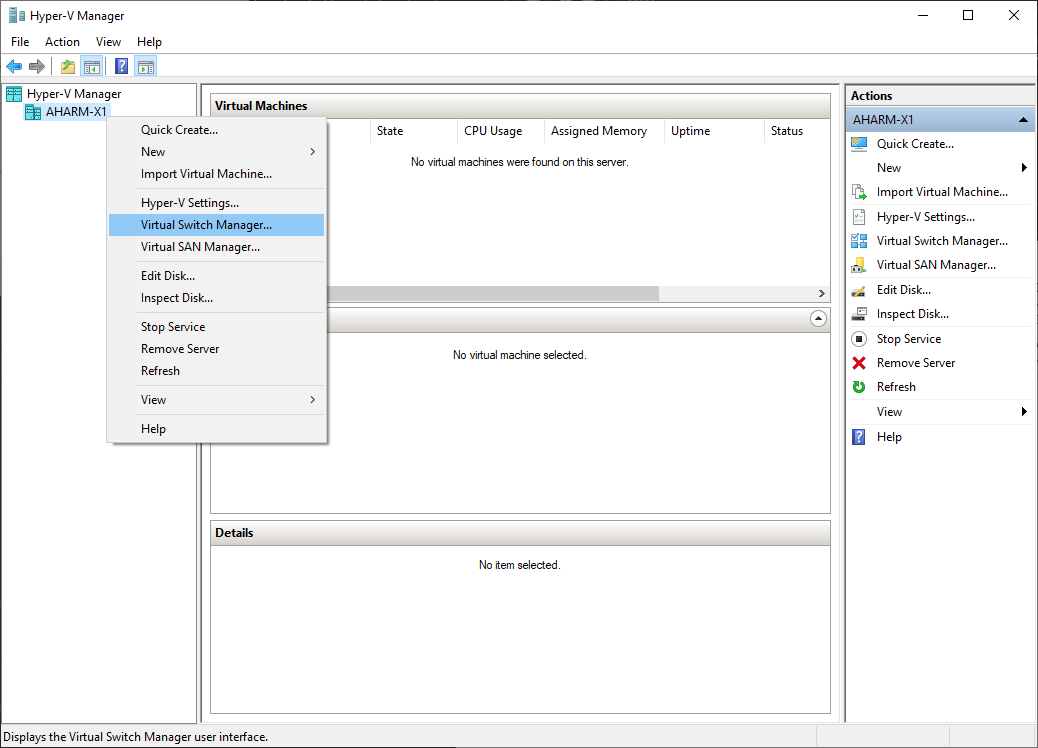 Hyper-V Manager
File Action View Help
Hyper-V Manager
AHARM-X1
Quick Create...
New
Import Virtual Machine...
Hyper-V Settings...
Virtual Switch Manager...
Virtual SAN Manager...
Edit Disk...
Inspect Disk...
Stop Service
Remove Server
Refresh
View
Help
Virtual Machines
State CPU Usage Assigned Memory Uptime Status
No virtual machines were found on this server.
No virtual machine selected.
Details
No item selected.
Actions
AHARM-X1
Quick Create...
New
Import Virtual Machine...
Hyper-V Settings...
Virtual Switch Manager...
Virtual SAN Manager...
Edit Disk...
Inspect Disk...
Stop Service
Remove Server
Refresh
View
Help
Displays the Virtual Switch Manager user interface.